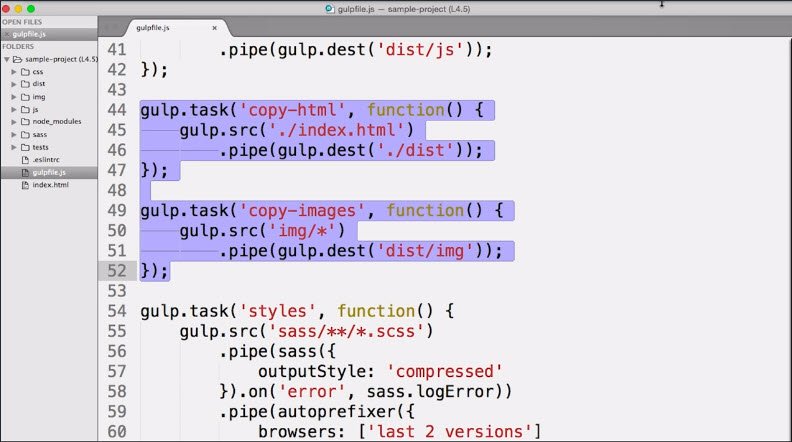 gulpfile.js — sample-project (L4.5)
OPEN FILES
× gulpfile.js
FOLDERS
sample-project (L4.5)
css
dist
img
js
node_modules
sass
tests
.eslintrc
gulpfile.js
index.html
gulpfile.js ×
41 .pipe(gulp.dest('dist/js'));
42 });
43
44 gulp.task('copy-html', function() {
45 gulp.src('./index.html')
46 .pipe(gulp.dest('./dist'));
47 });
48
49 gulp.task('copy-images', function() {
50 gulp.src('img/*')
51 .pipe(gulp.dest('dist/img'));
52 });
53
54 gulp.task('styles', function() {
55 gulp.src('sass/**/*.scss')
56 .pipe(sass({
57 outputStyle: 'compressed'
58 }).on('error', sass.logError))
59 .pipe(autoprefixer({
60 browsers: ['last 2 versions']